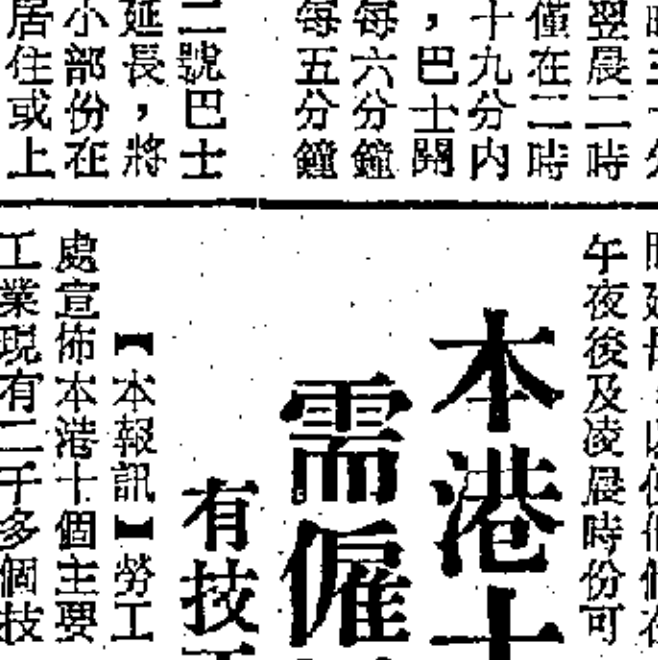 翌晨二時
僅在二時
十九分内
，巴士開
每六分鐘
每五分鐘
二號巴士
延長，將
小部份在
居住或上
午夜後及凌晨時份可
本港十
需僱
有技
【本報訊】勞工
處宣佈本港十個主要
工業現有二千多個技